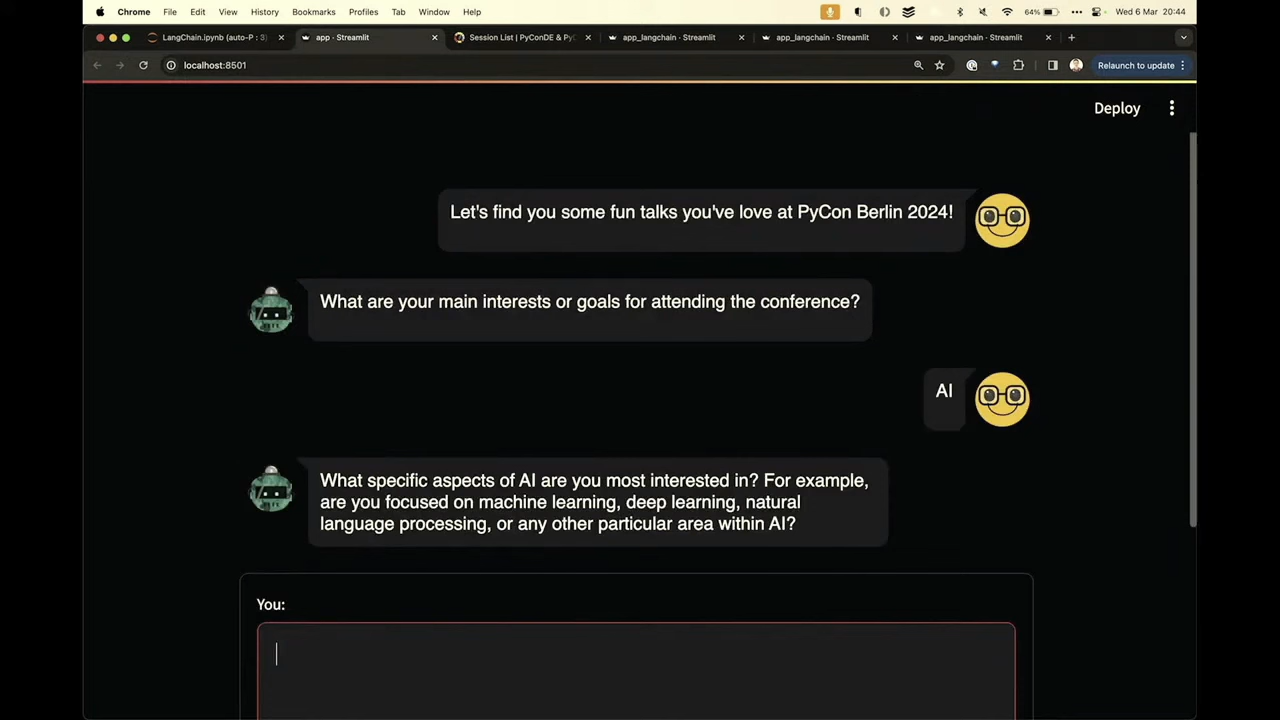 Chrome File Edit View History Bookmarks Profiles Tab Window Help 64% Wed 6 Mar 20:44
LangChain.ipynb (auto-P : 3) app · Streamlit Session List | PyConDE & PyD app_langchain · Streamlit app_langchain · Streamlit app_langchain · Streamlit
localhost:8501 Relaunch to update
Deploy
Let's find you some fun talks you've love at PyCon Berlin 2024!
What are your main interests or goals for attending the conference?
AI
What specific aspects of AI are you most interested in? For example,
are you focused on machine learning, deep learning, natural
language processing, or any other particular area within AI?
You: